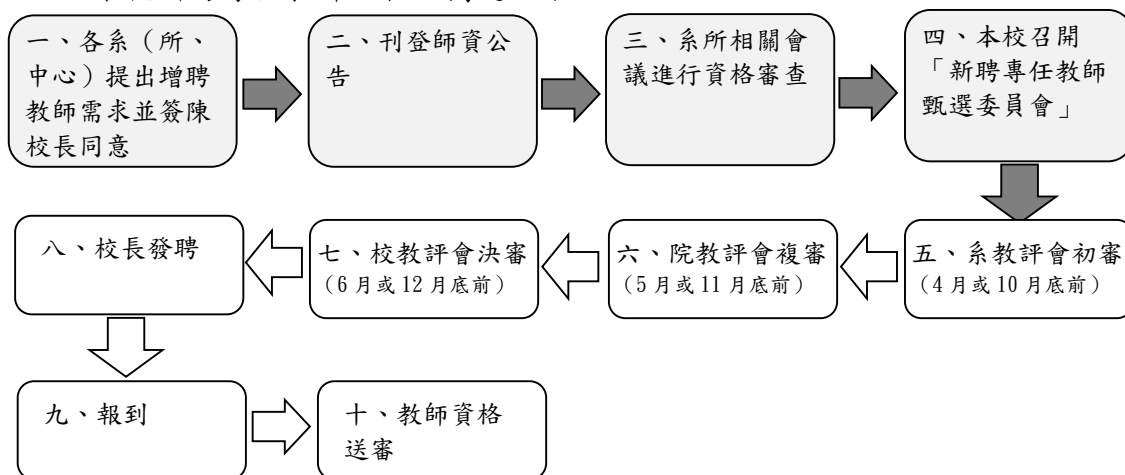 一、各系（所、
中心）提出增聘
教師需求並簽陳
校長同意
二、刊登師資公
告
三、系所相關會
議進行資格審查
四、本校召開
「新聘專任教師
甄選委員會」
五、系教評會初審
（4月或10月底前）
六、院教評會複審
（5月或11月底前）
七、校教評會決審
（6月或12月底前）
八、校長發聘
九、報到
十、教師資格
送審